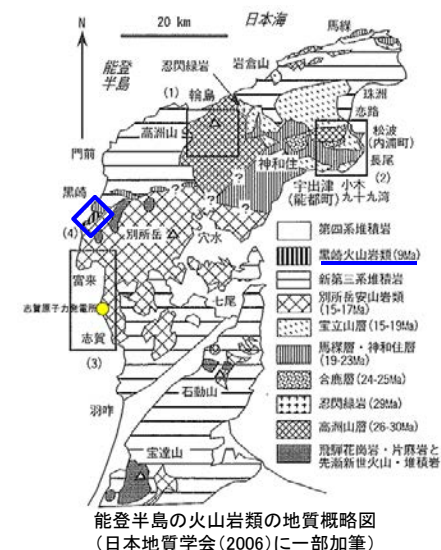 N
20 km
日本海
馬緤
能登
半島
忍閃緑岩
岩倉山
(1)
輪島
珠洲
高洲山
恋路
松波
(内浦町)
門前
神和住
長尾
(2)
宇出津
(能都町)
小木
九十九湾
黒崎
?
?
?
?
(4)
別所岳
穴水
富来
志賀原子力発電所
七尾
志賀
(3)
石動山
羽咋
宝達山
第四系堆積岩
黒崎火山岩類(9Ma)
新第三系堆積岩
別所岳安山岩類
(15-17Ma)
宝立山層(15-19Ma)
馬緤層・神和住層
(19-23Ma)
合鹿層(24-25Ma)
忍閃緑岩(29Ma)
高洲山層(26-30Ma)
飛騨花崗岩・片麻岩と
先漸新世火山・堆積岩
能登半島の火山岩類の地質概略図
(日本地質学会(2006)に一部加筆)